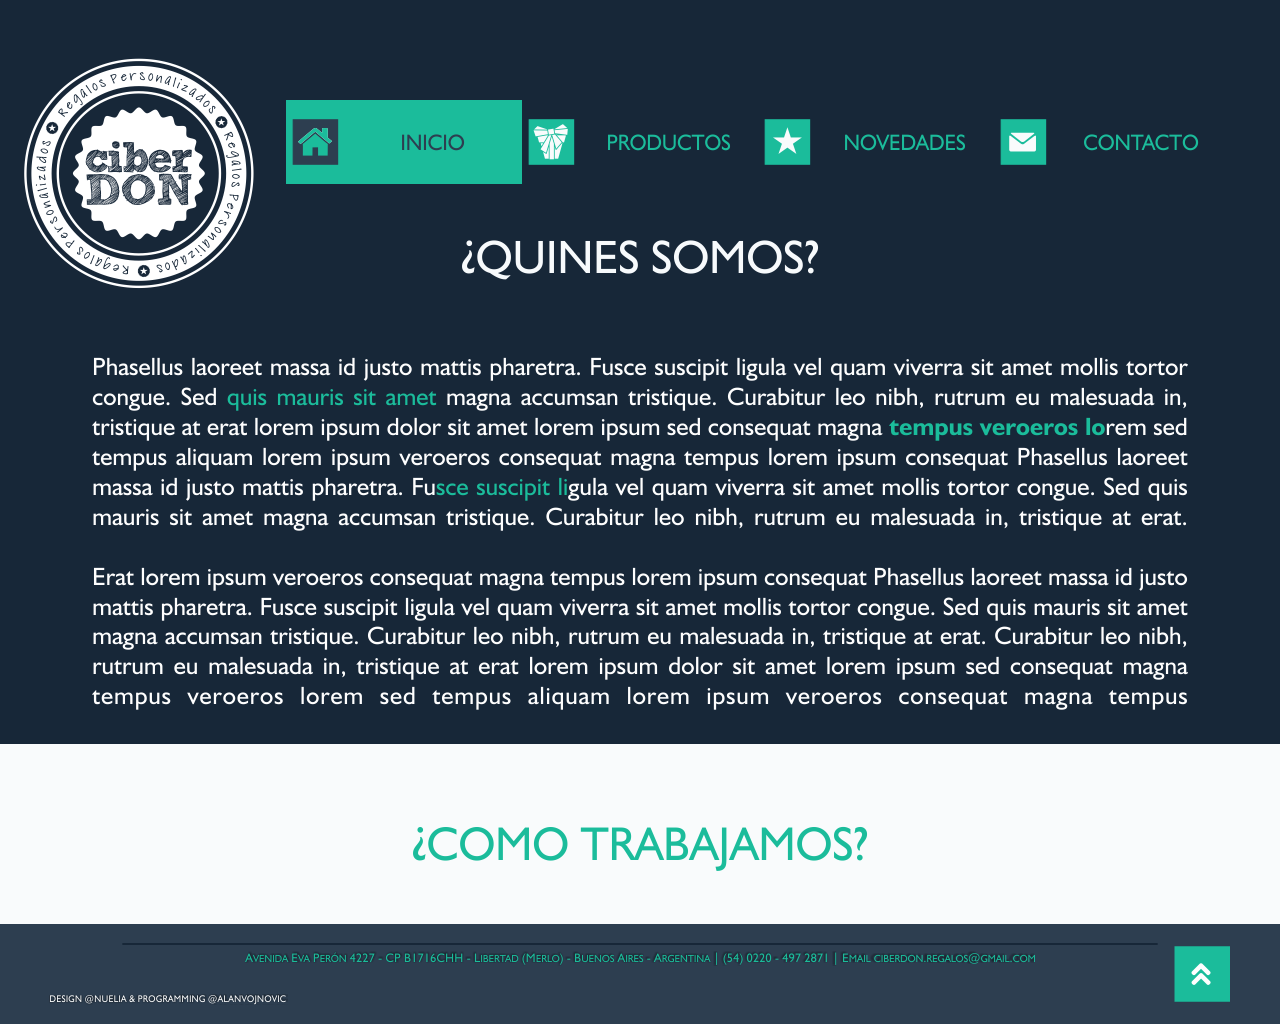 Regalos Personalizados
Regalos Personalizados
Regalos Personalizados
ciber
DON
INICIO
PRODUCTOS
NOVEDADES
CONTACTO
¿QUINES SOMOS?
Phasellus laoreet massa id justo mattis pharetra. Fusce suscipit ligula vel quam viverra sit amet mollis tortor
congue. Sed quis mauris sit amet magna accumsan tristique. Curabitur leo nibh, rutrum eu malesuada in,
tristique at erat lorem ipsum dolor sit amet lorem ipsum sed consequat magna tempus veroeros lorem sed
tempus aliquam lorem ipsum veroeros consequat magna tempus lorem ipsum consequat Phasellus laoreet
massa id justo mattis pharetra. Fusce suscipit ligula vel quam viverra sit amet mollis tortor congue. Sed quis
mauris sit amet magna accumsan tristique. Curabitur leo nibh, rutrum eu malesuada in, tristique at erat.
Erat lorem ipsum veroeros consequat magna tempus lorem ipsum consequat Phasellus laoreet massa id justo
mattis pharetra. Fusce suscipit ligula vel quam viverra sit amet mollis tortor congue. Sed quis mauris sit amet
magna accumsan tristique. Curabitur leo nibh, rutrum eu malesuada in, tristique at erat. Curabitur leo nibh,
rutrum eu malesuada in, tristique at erat lorem ipsum dolor sit amet lorem ipsum sed consequat magna
tempus veroeros lorem sed tempus aliquam lorem ipsum veroeros consequat magna tempus
¿COMO TRABAJAMOS?
Avenida Eva Perón 4227 - CP B1716CHH - Libertad (Merlo) - Buenos Aires - Argentina | (54) 0220 - 497 2871 | Email ciberdon.regalos@gmail.com
DESIGN @NUELIA & PROGRAMMING @ALANVOJNOVIC